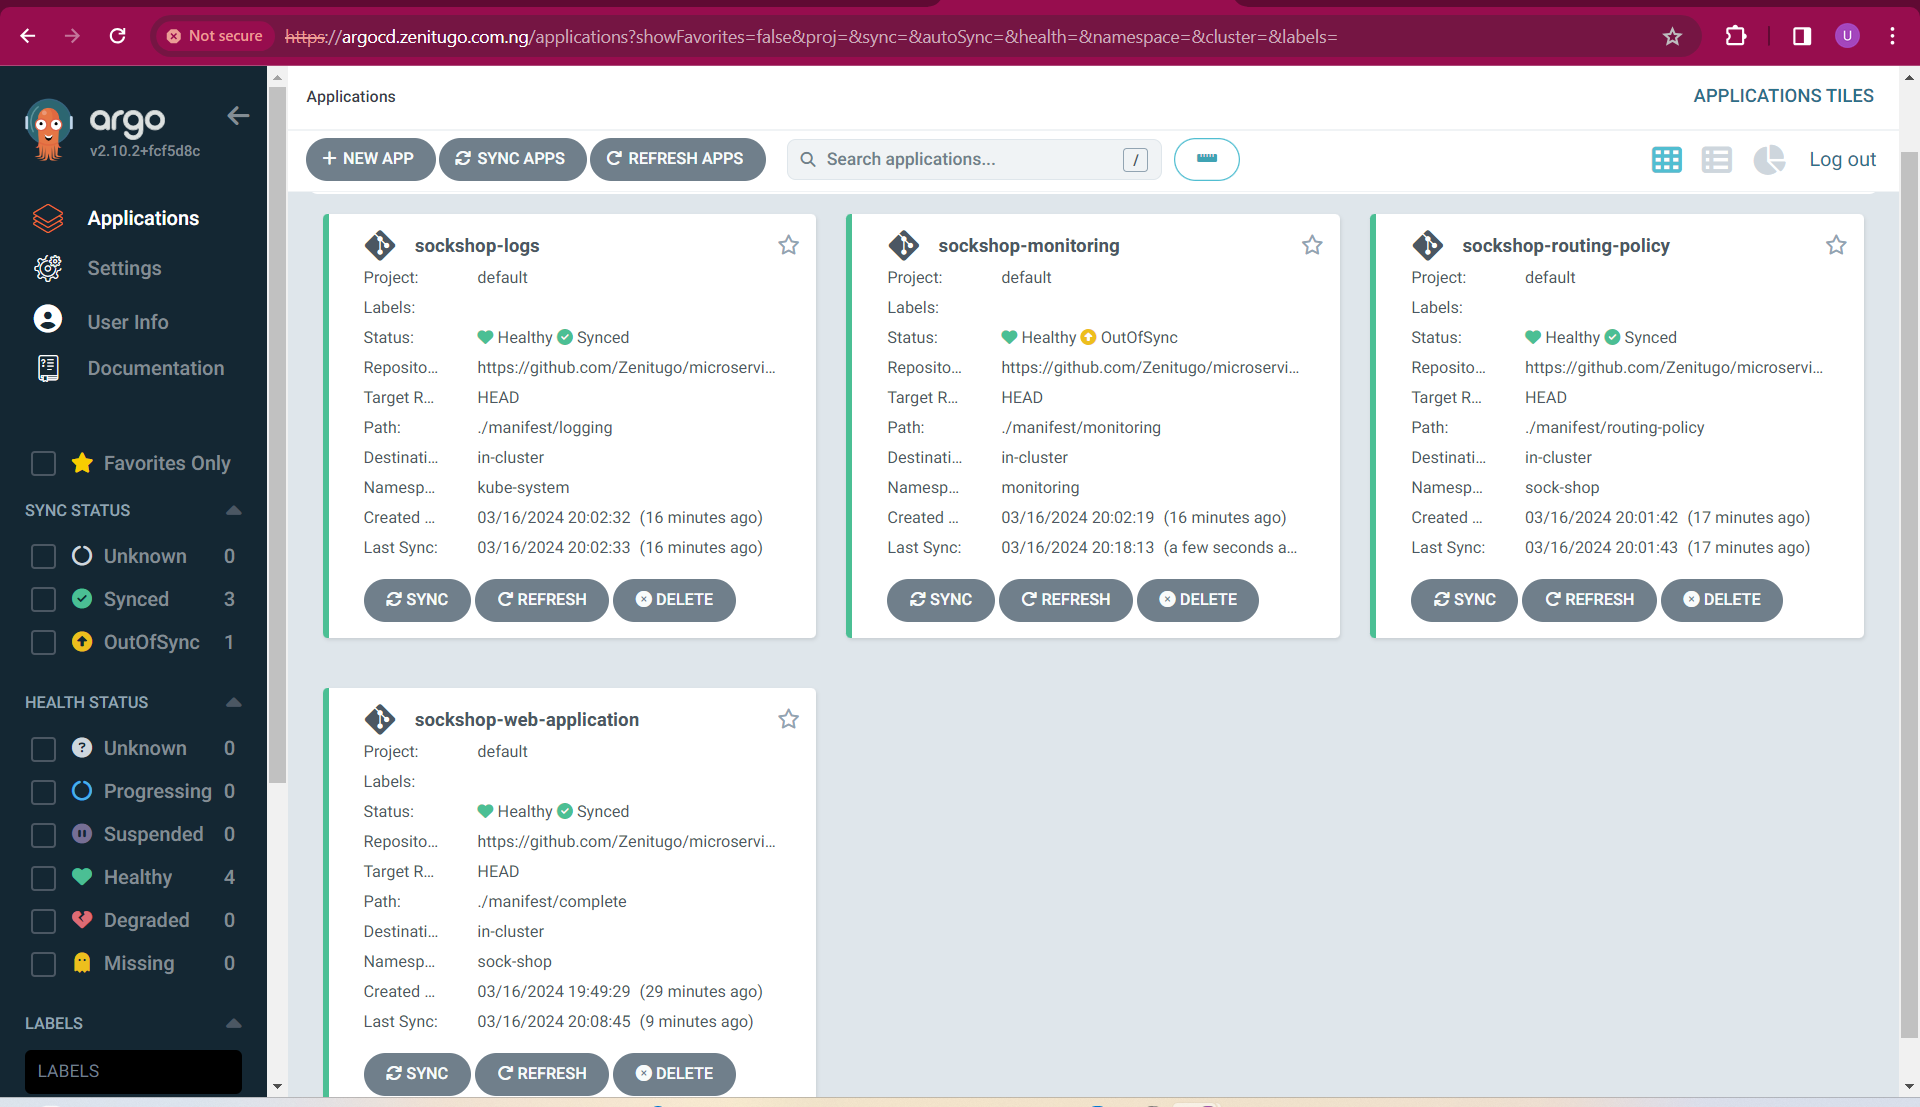 Not secure https://argocd.zenitugo.com.ng/applications?showFavorites=false&proj=&sync=&autoSync=&health=&namespace=&cluster=&labels= U
argo
v2.10.2+fcf5d8c
Applications
Settings
User Info
Documentation
Favorites Only
SYNC STATUS
Unknown 0
Synced 3
OutOfSync 1
HEALTH STATUS
Unknown 0
Progressing 0
Suspended 0
Healthy 4
Degraded 0
Missing 0
LABELS
LABELS
Applications APPLICATIONS TILES
NEW APP SYNC APPS REFRESH APPS Search applications... / Log out
sockshop-logs
Project: default
Labels:
Status: Healthy Synced
Reposito... https://github.com/Zenitugo/microservi...
Target R... HEAD
Path: ./manifest/logging
Destinati... in-cluster
Namesp... kube-system
Created ... 03/16/2024 20:02:32 (16 minutes ago)
Last Sync: 03/16/2024 20:02:33 (16 minutes ago)
SYNC REFRESH DELETE
sockshop-monitoring
Project: default
Labels:
Status: Healthy OutOfSync
Reposito... https://github.com/Zenitugo/microservi...
Target R... HEAD
Path: ./manifest/monitoring
Destinati... in-cluster
Namesp... monitoring
Created ... 03/16/2024 20:02:19 (16 minutes ago)
Last Sync: 03/16/2024 20:18:13 (a few seconds a...
SYNC REFRESH DELETE
sockshop-routing-policy
Project: default
Labels:
Status: Healthy Synced
Reposito... https://github.com/Zenitugo/microservi...
Target R... HEAD
Path: ./manifest/routing-policy
Destinati... in-cluster
Namesp... sock-shop
Created ... 03/16/2024 20:01:42 (17 minutes ago)
Last Sync: 03/16/2024 20:01:43 (17 minutes ago)
SYNC REFRESH DELETE
sockshop-web-application
Project: default
Labels:
Status: Healthy Synced
Reposito... https://github.com/Zenitugo/microservi...
Target R... HEAD
Path: ./manifest/complete
Destinati... in-cluster
Namesp... sock-shop
Created ... 03/16/2024 19:49:29 (29 minutes ago)
Last Sync: 03/16/2024 20:08:45 (9 minutes ago)
SYNC REFRESH DELETE